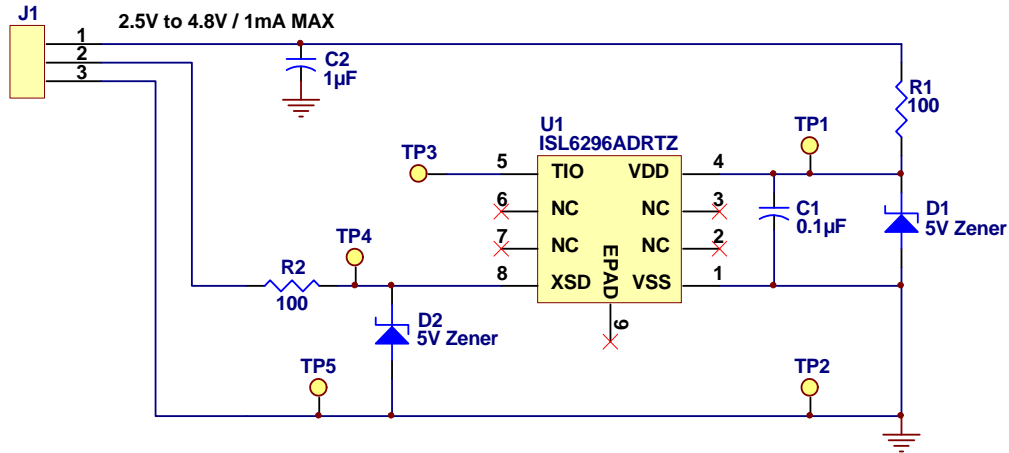 J1
2.5V to 4.8V / 1mA MAX
1
2
3
C2
1µF
R1
100
U1
ISL6296ADRTZ
TP1
TP3
5
TIO
VDD
4
6
NC
NC
3
C1
0.1µF
D1
5V Zener
7
NC
NC
2
TP4
R2
100
8
XSD
EPAD
VSS
1
9
D2
5V Zener
TP5
TP2